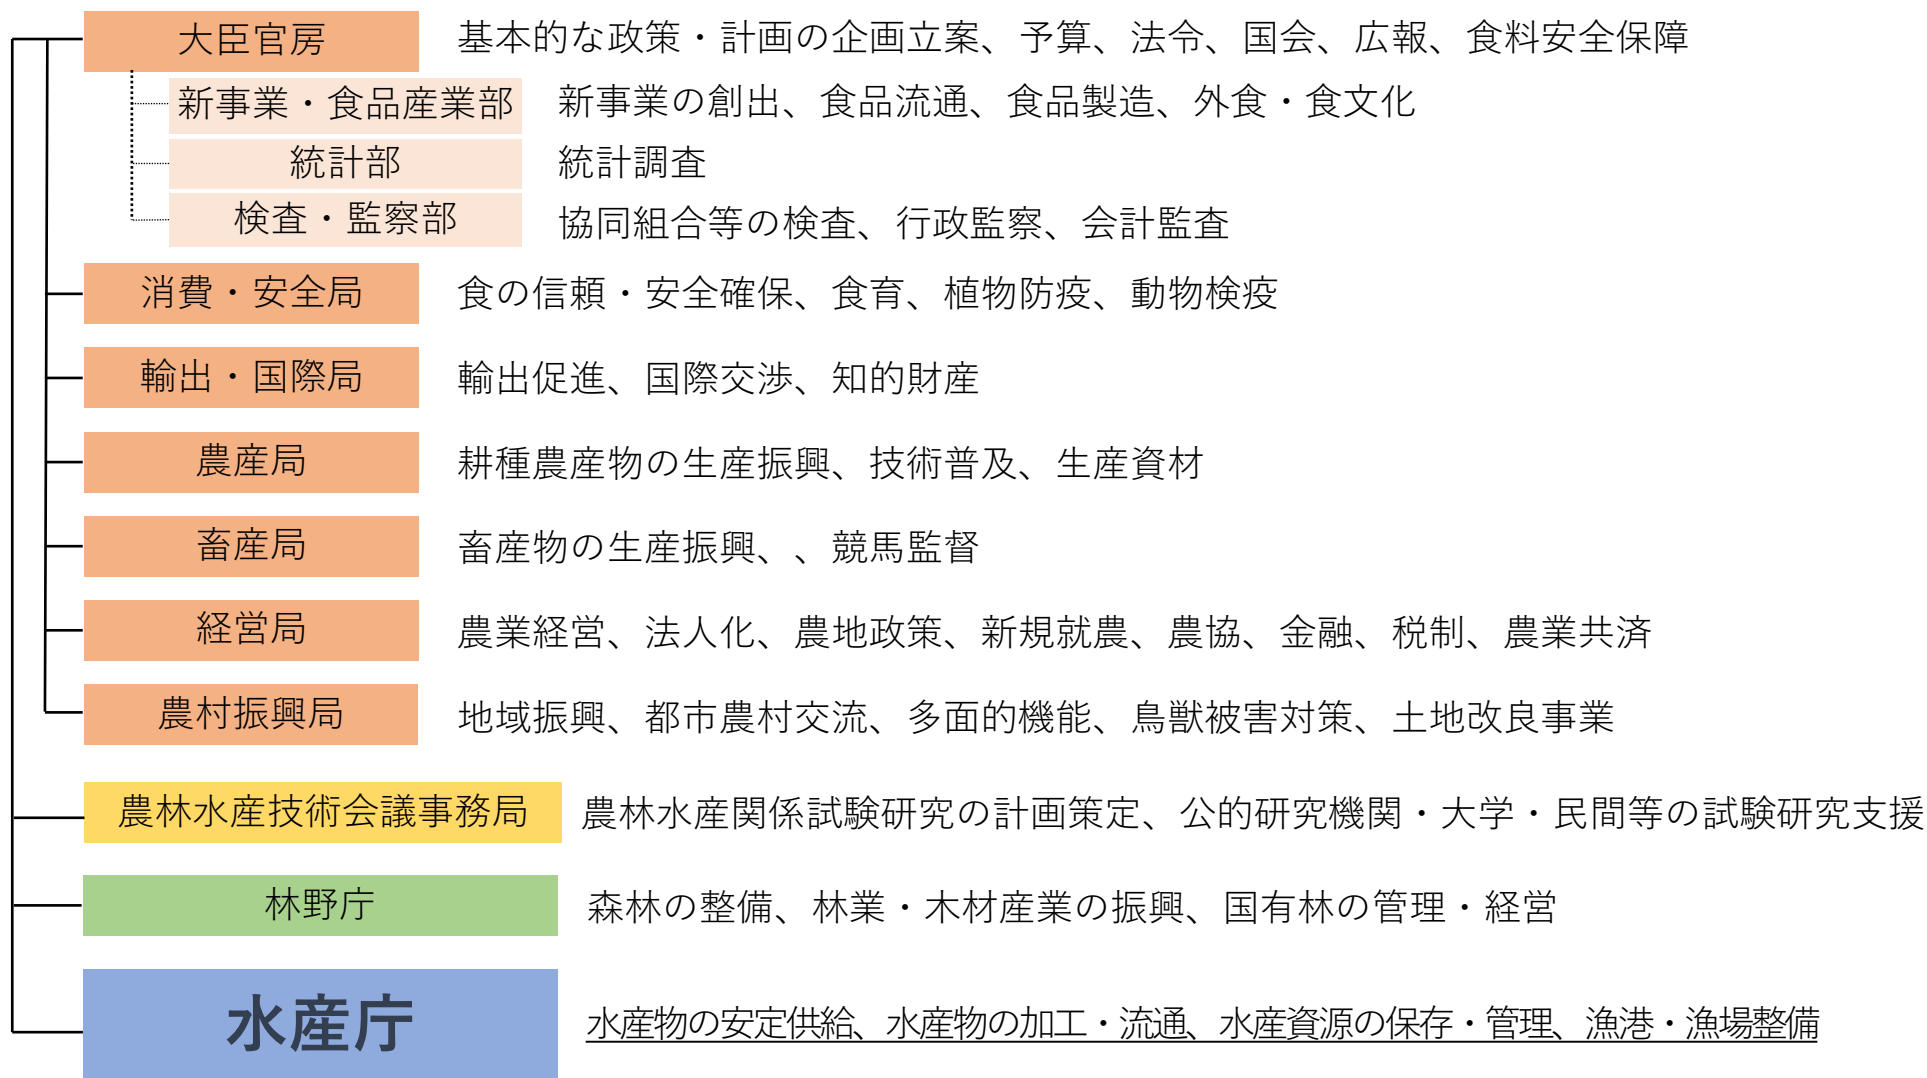 大臣官房 基本的な政策・計画の企画立案、予算、法令、国会、広報、食料安全保障
新事業・食品産業部 新事業の創出、食品流通、食品製造、外食・食文化
統計部 統計調査
検査・監察部 協同組合等の検査、行政監察、会計監査
消費・安全局 食の信頼・安全確保、食育、植物防疫、動物検疫
輸出・国際局 輸出促進、国際交渉、知的財産
農産局 耕種農産物の生産振興、技術普及、生産資材
畜産局 畜産物の生産振興、、競馬監督
経営局 農業経営、法人化、農地政策、新規就農、農協、金融、税制、農業共済
農村振興局 地域振興、都市農村交流、多面的機能、鳥獣被害対策、土地改良事業
農林水産技術会議事務局 農林水産関係試験研究の計画策定、公的研究機関・大学・民間等の試験研究支援
林野庁 森林の整備、林業・木材産業の振興、国有林の管理・経営
水産庁 水産物の安定供給、水産物の加工・流通、水産資源の保存・管理、漁港・漁場整備